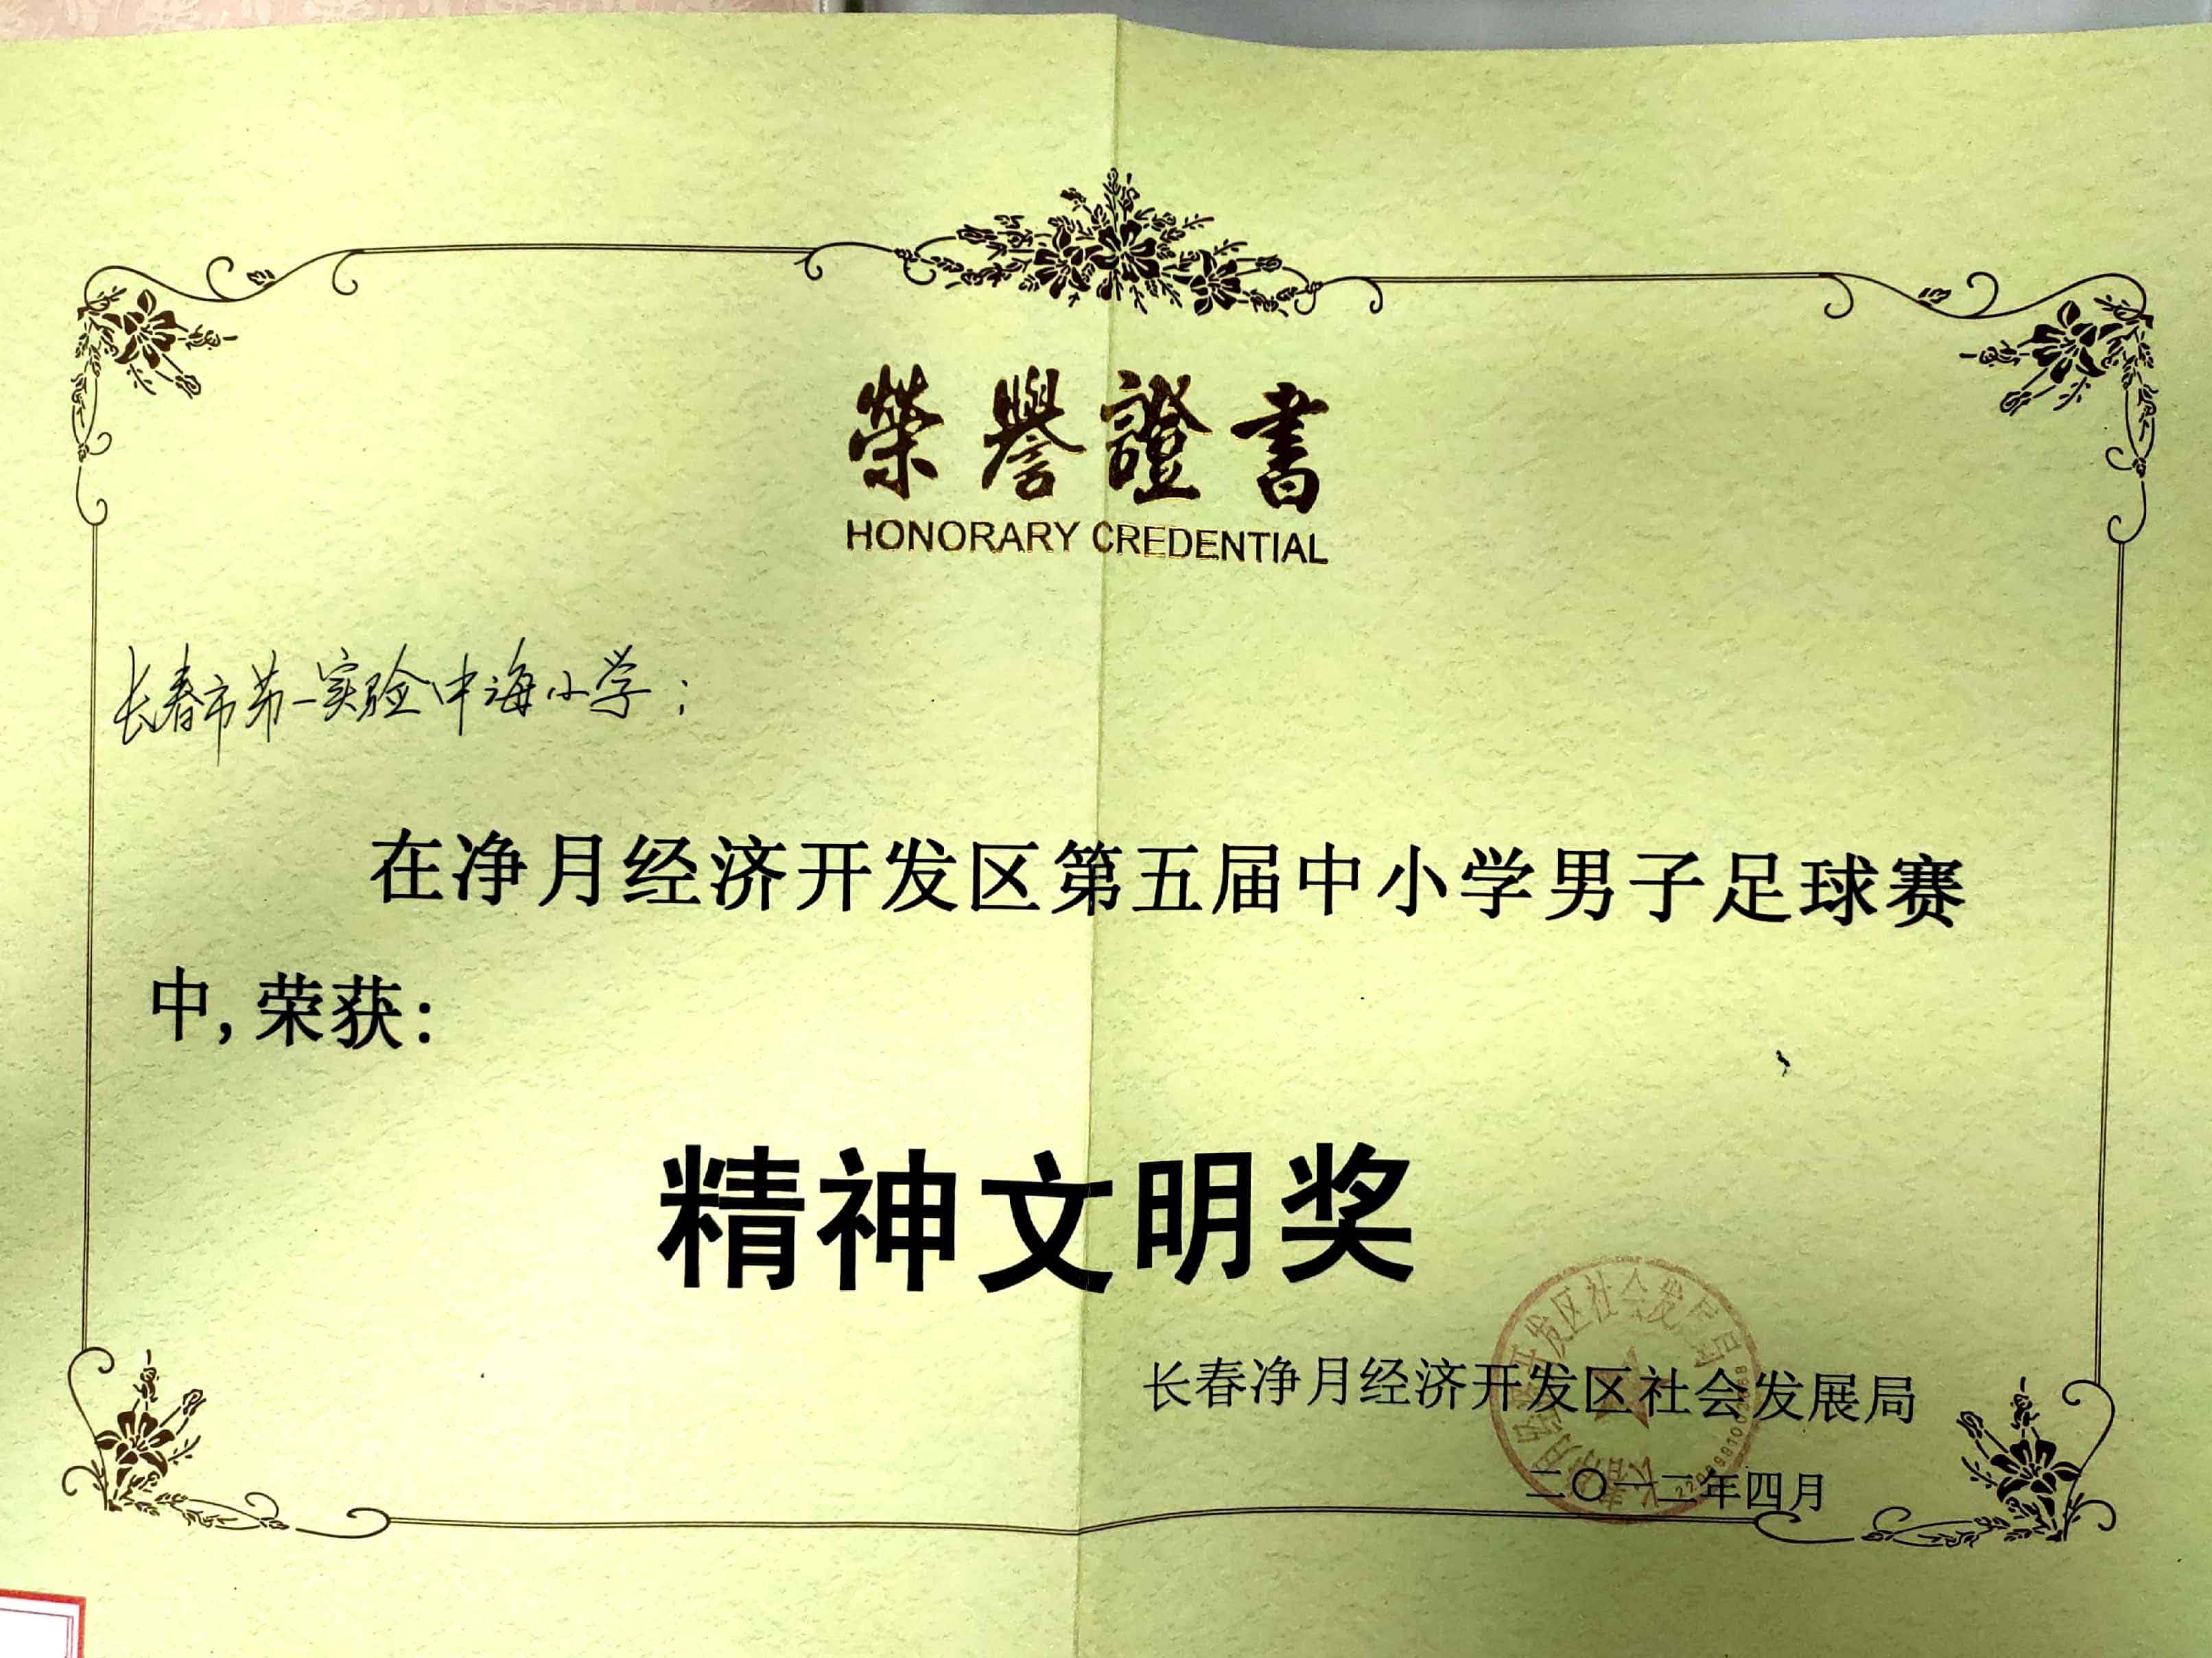 榮譽證書
HONORARY CREDENTIAL
长春市第一实验中海小学：
在净月经济开发区第五届中小学男子足球赛
中,荣获：
精神文明奖
长春净月经济开发区社会发展局
二〇一二年四月